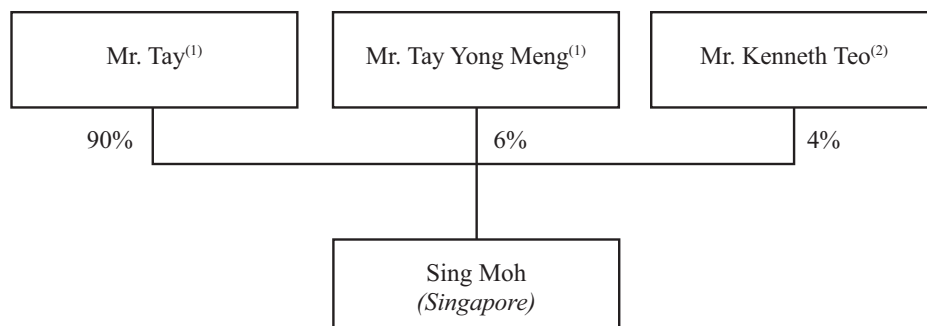 Mr. Tay(1)
Mr. Tay Yong Meng(1)
Mr. Kenneth Teo(2)
90%
6%
4%
Sing Moh
(Singapore)